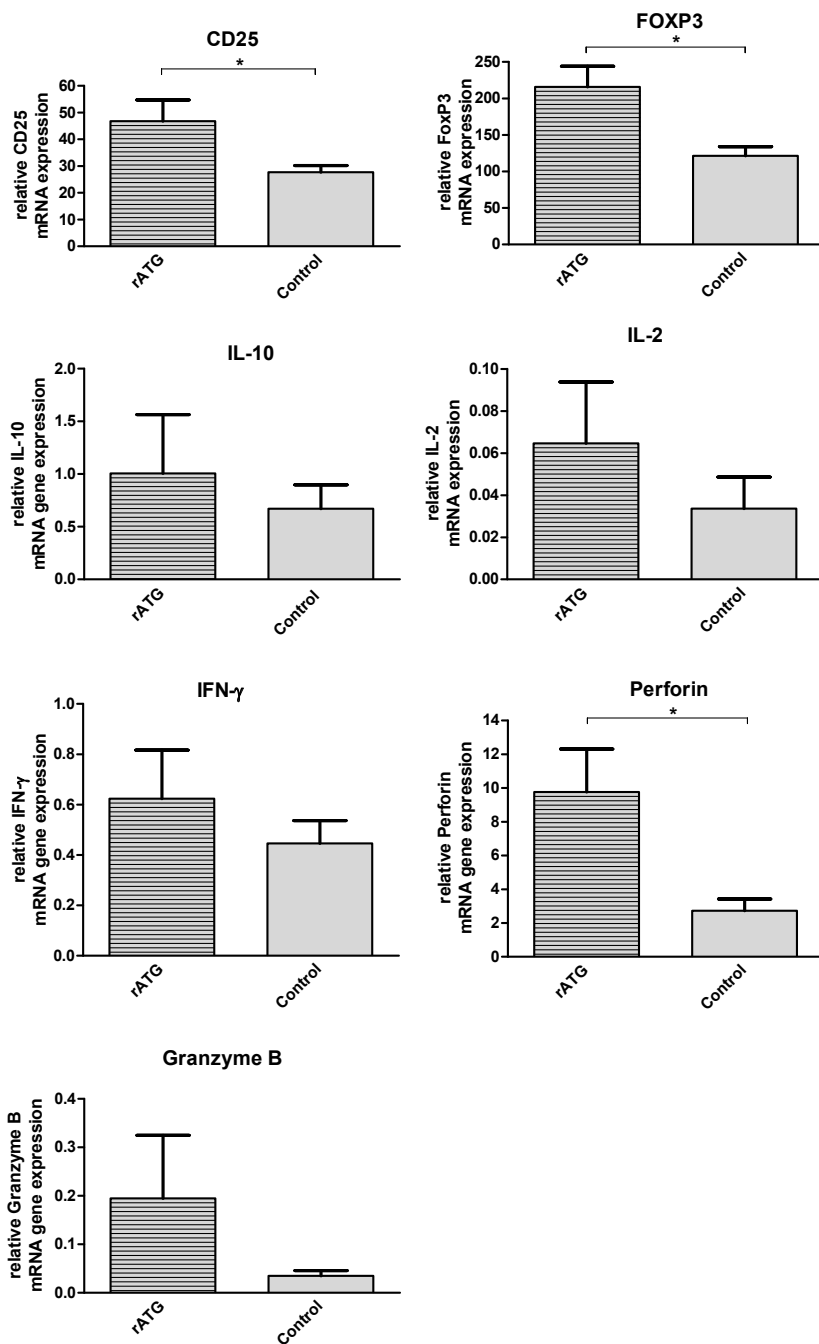 CD25
*
relative CD25
mRNA expression
60
50
40
30
20
10
0
rATG
Control
FOXP3
*
relative FoxP3
mRNA expression
250
200
150
100
50
0
rATG
Control
IL-10
relative IL-10
mRNA gene expression
2.0
1.5
1.0
0.5
0.0
rATG
Control
IL-2
relative IL-2
mRNA expression
0.10
0.08
0.06
0.04
0.02
0.00
rATG
Control
IFN-γ
relative IFN-γ
mRNA gene expression
1.0
0.8
0.6
0.4
0.2
0.0
rATG
Control
Perforin
*
relative Perforin
mRNA gene expression
14
12
10
8
6
4
2
0
rATG
Control
Granzyme B
relative Granzyme B
mRNA gene expression
0.4
0.3
0.2
0.1
0.0
rATG
Control